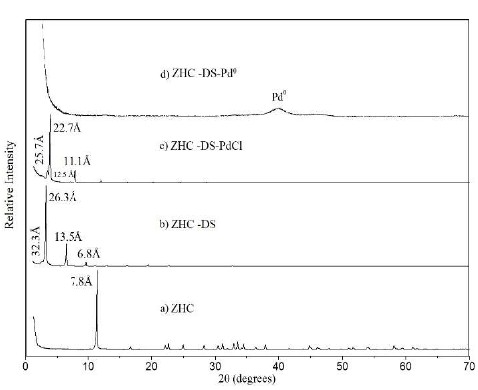 d) ZHC -DS-Pd⁰
Pd⁰
22.7Å
25.7Å
c) ZHC -DS-PdCl
11.1Å
12.5 Å
26.3Å
b) ZHC -DS
32.3Å
13.5Å
6.8Å
7.8Å
a) ZHC
Relative Intensity
0 10 20 30 40 50 60 70
2θ (degrees)